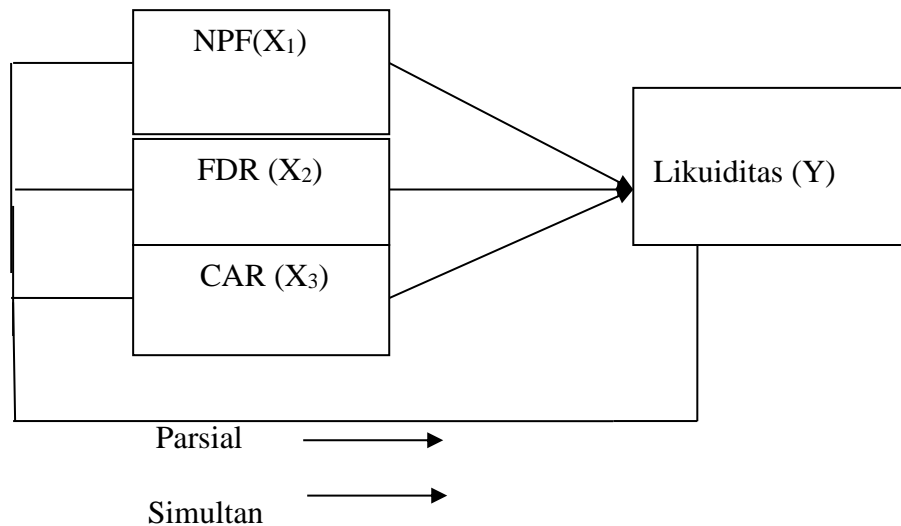 NPF(X₁)
FDR (X₂)
Likuiditas (Y)
CAR (X₃)
Parsial
Simultan